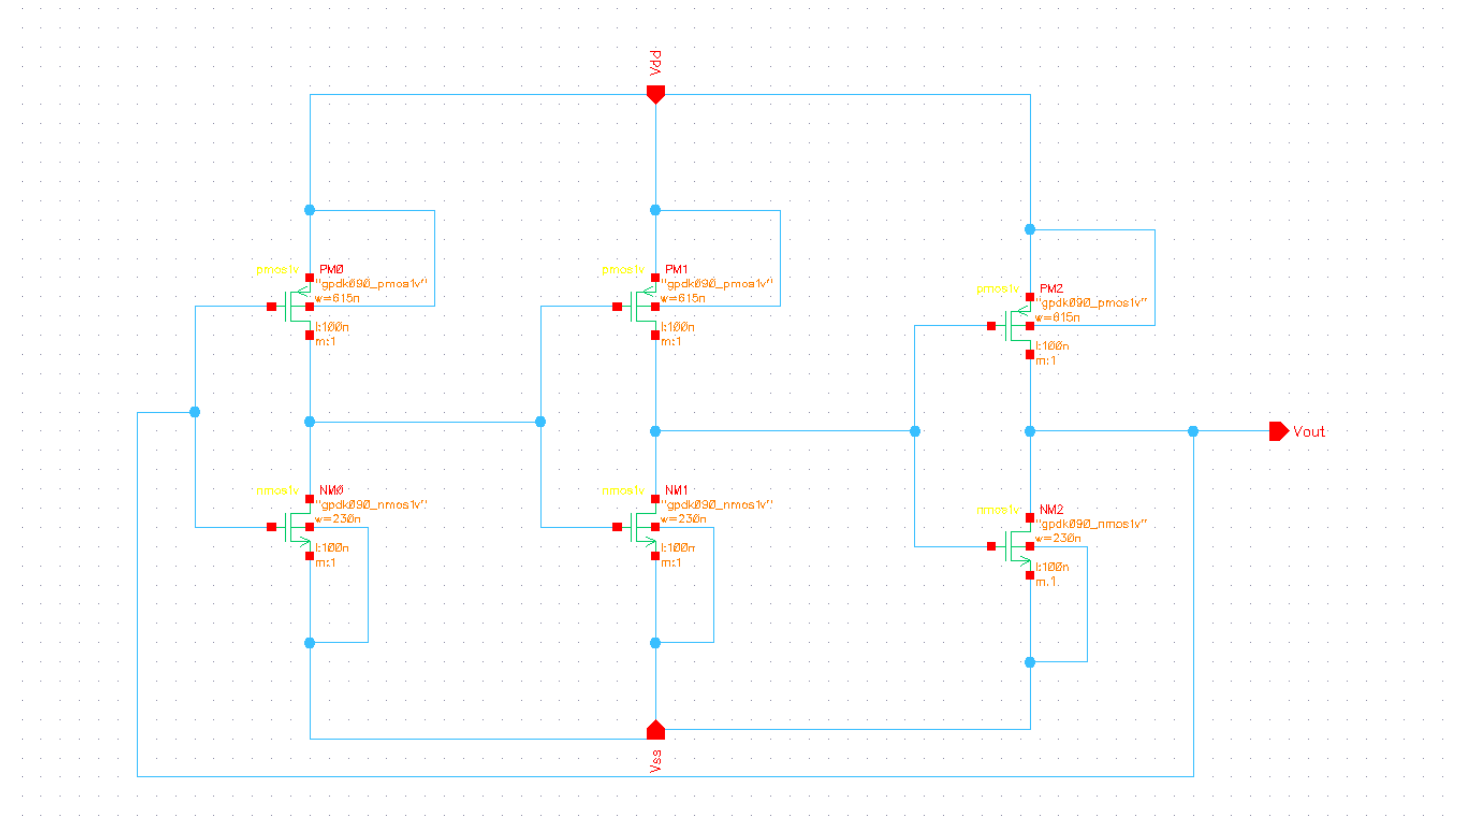 Vdd
pmos1v
PM0
"gpdk090_pmos1v"
w=615n
l:100n
m:1
pmos1v
PM1
"gpdk090_pmos1v"
w=615n
l:100n
m:1
pmos1v
PM2
"gpdk090_pmos1v"
w=615n
l:100n
m:1
Vout
nmos1v
NM0
"gpdk090_nmos1v"
w=230n
l:100n
m:1
nmos1v
NM1
"gpdk090_nmos1v"
w=230n
l:100n
m:1
nmos1v
NM2
"gpdk090_nmos1v"
w=230n
l:100n
m:1
Vss